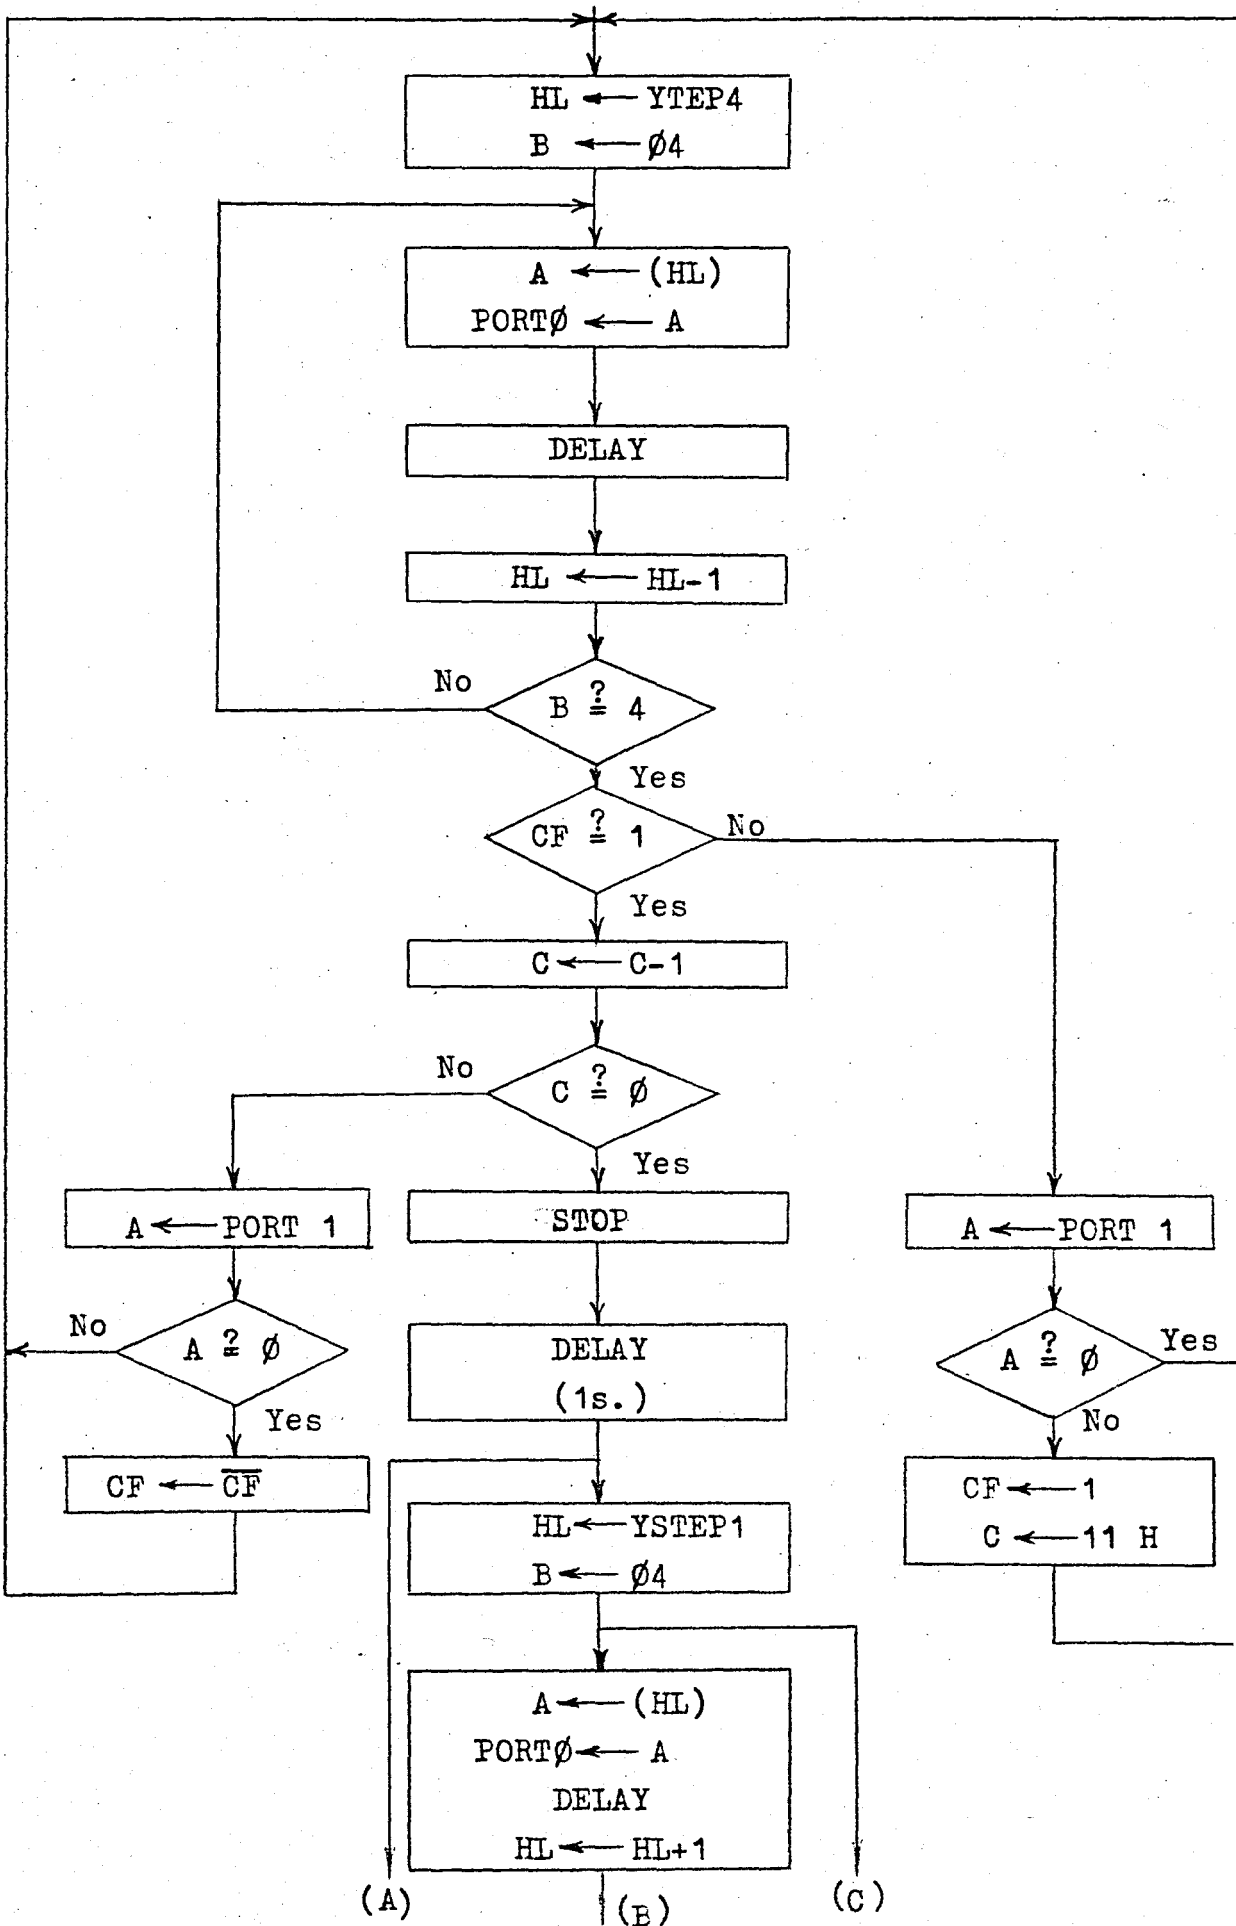 HL ← YTEP4
B ← Ø4
A ← (HL)
PORTØ ← A
DELAY
HL ← HL-1
No
B ≟ 4
Yes
CF ≟ 1
No
Yes
C ← C-1
No
C ≟ Ø
Yes
A ← PORT 1
STOP
A ← PORT 1
No
A ≟ Ø
Yes
DELAY
(1s.)
A ≟ Ø
Yes
No
CF ← C̅F̅
HL ← YSTEP1
B ← Ø4
CF ← 1
C ← 11 H
A ← (HL)
PORTØ ← A
DELAY
HL ← HL+1
(A)
(B)
(C)